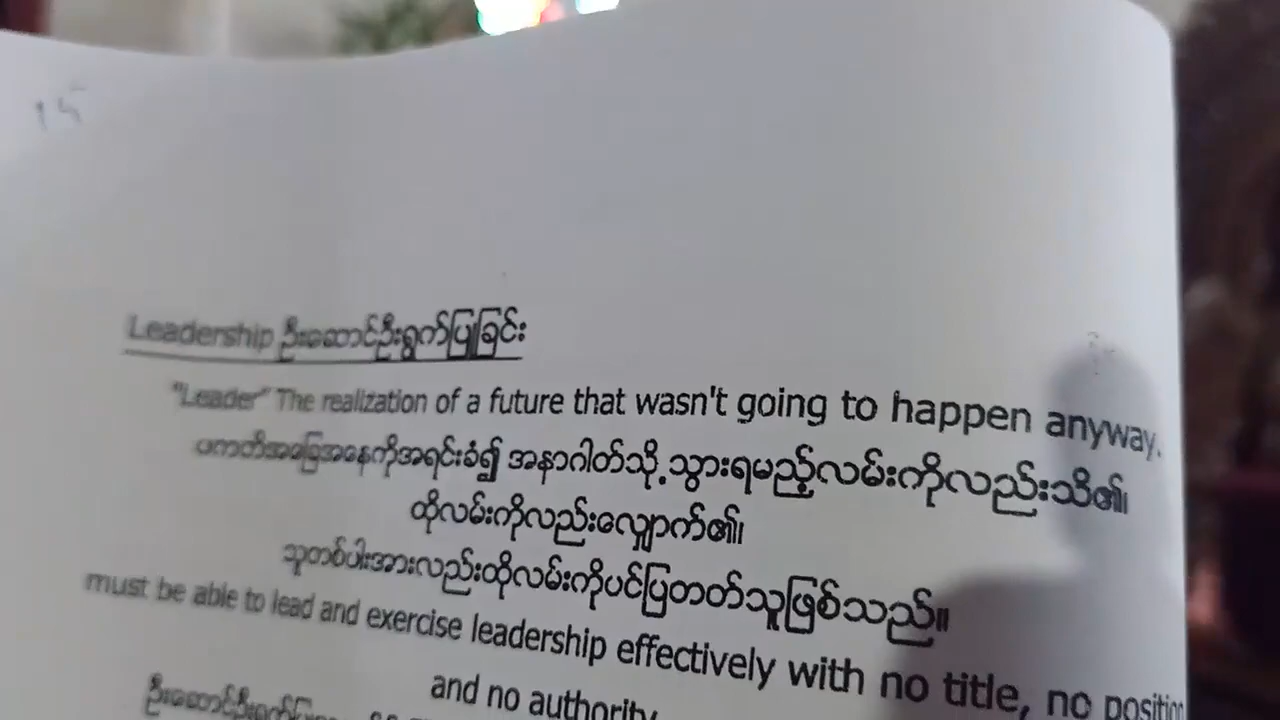 15
Leadership ဦးဆောင်ဦးရွက်ပြုခြင်း
"Leader" The realization of a future that wasn't going to happen anyway.
ပကတိအခြေအနေကိုအရင်းခံ၍ အနာဂါတ်သို့သွားရမည့်လမ်းကိုလည်းသိ၏၊
ထိုလမ်းကိုလည်းလျှောက်၏၊
သူတစ်ပါးအားလည်းထိုလမ်းကိုပင်ပြတတ်သူဖြစ်သည်။
must be able to lead and exercise leadership effectively with no title, no position
and no authority